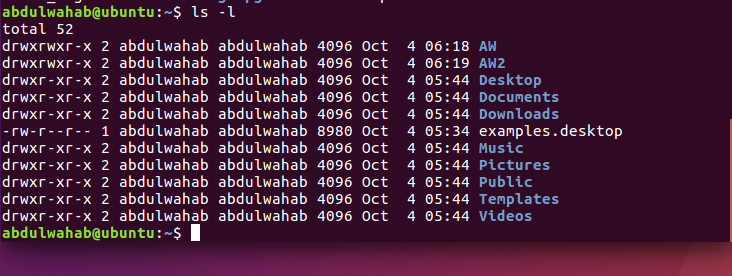 abdulwahab@ubuntu:~$ ls -l
total 52
drwxrwxr-x 2 abdulwahab abdulwahab 4096 Oct  4 06:18 AW
drwxrwxr-x 2 abdulwahab abdulwahab 4096 Oct  4 06:19 AW2
drwxr-xr-x 2 abdulwahab abdulwahab 4096 Oct  4 05:44 Desktop
drwxr-xr-x 2 abdulwahab abdulwahab 4096 Oct  4 05:44 Documents
drwxr-xr-x 2 abdulwahab abdulwahab 4096 Oct  4 05:44 Downloads
-rw-r--r-- 1 abdulwahab abdulwahab 8980 Oct  4 05:34 examples.desktop
drwxr-xr-x 2 abdulwahab abdulwahab 4096 Oct  4 05:44 Music
drwxr-xr-x 2 abdulwahab abdulwahab 4096 Oct  4 05:44 Pictures
drwxr-xr-x 2 abdulwahab abdulwahab 4096 Oct  4 05:44 Public
drwxr-xr-x 2 abdulwahab abdulwahab 4096 Oct  4 05:44 Templates
drwxr-xr-x 2 abdulwahab abdulwahab 4096 Oct  4 05:44 Videos
abdulwahab@ubuntu:~$